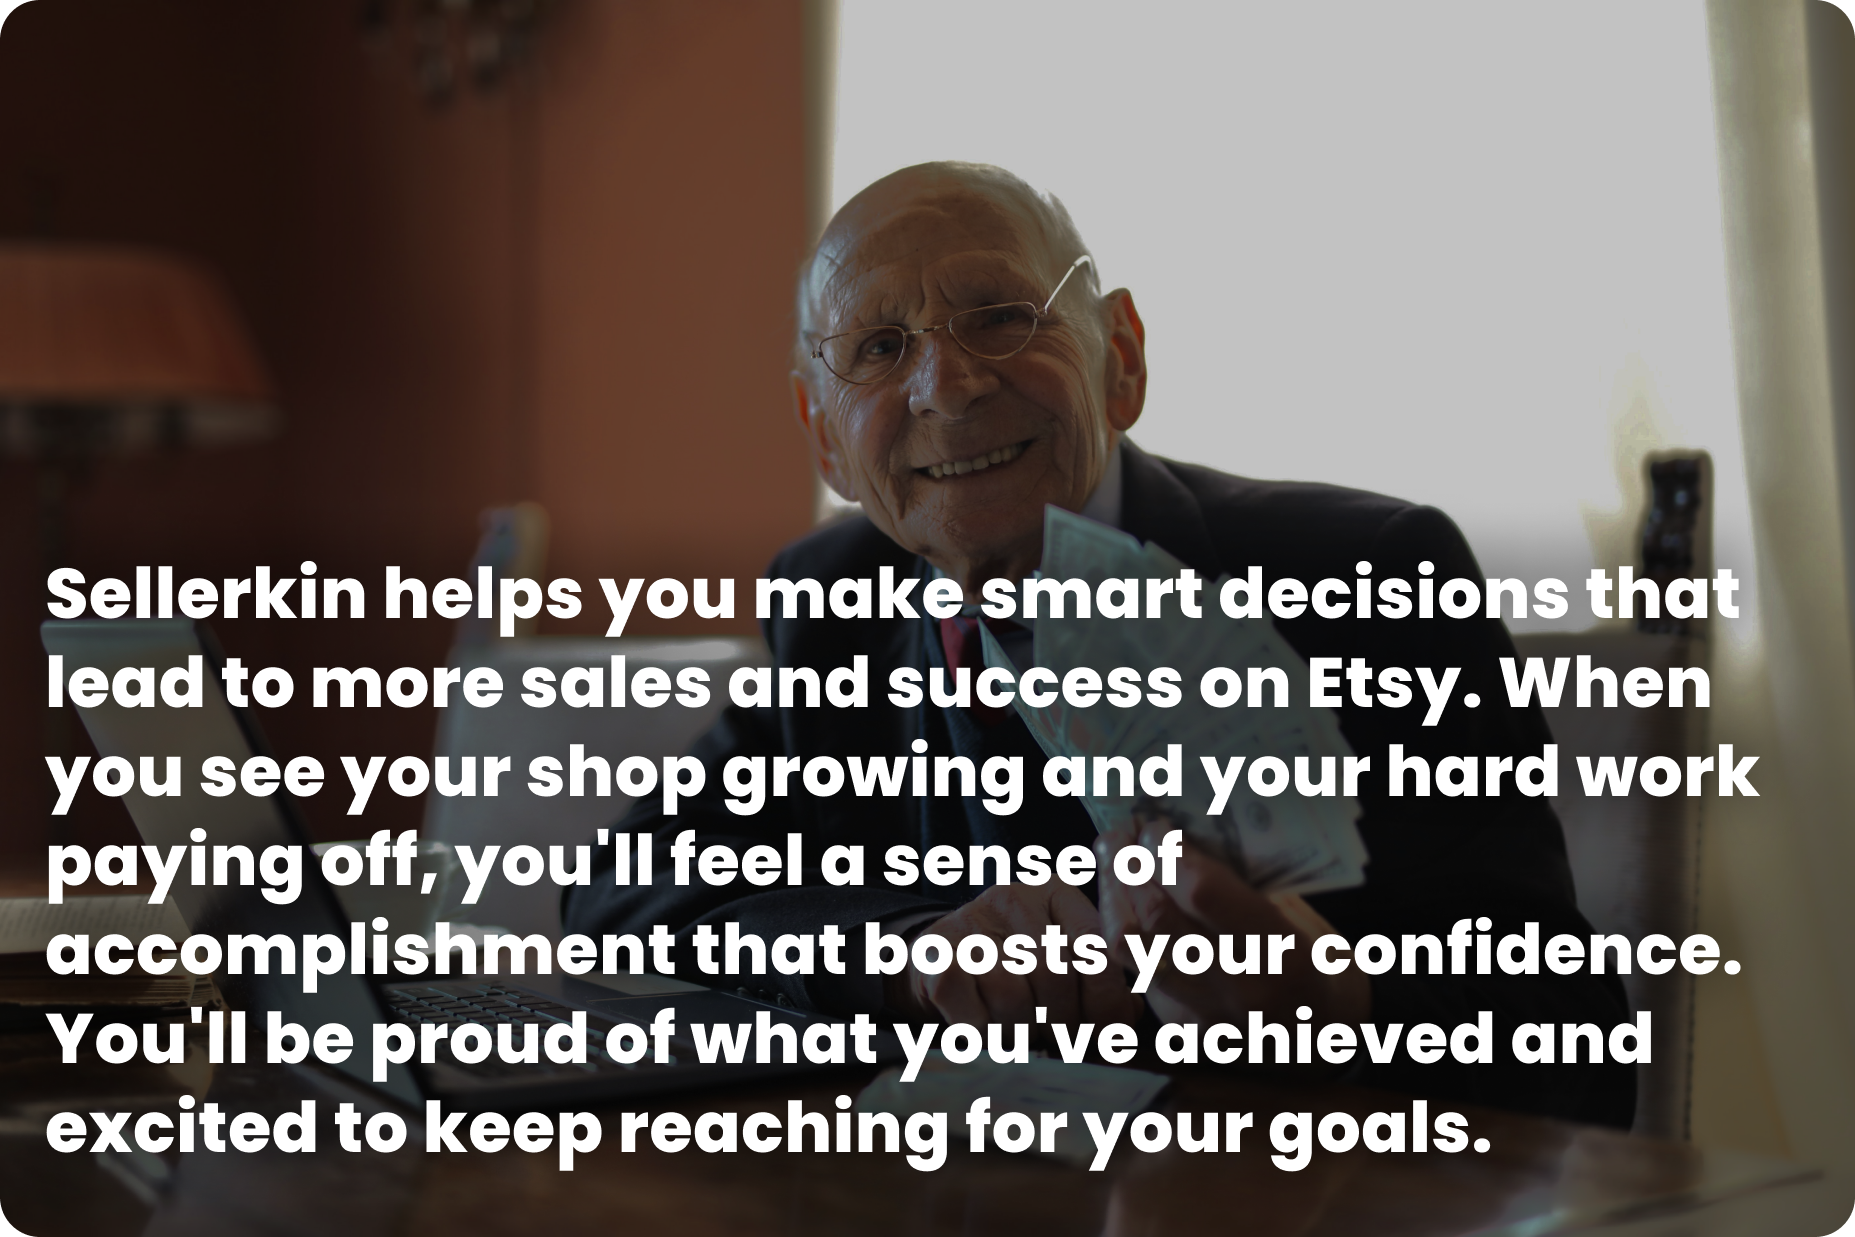 Sellerkin helps you make smart decisions that
lead to more sales and success on Etsy. When
you see your shop growing and your hard work
paying off, you'll feel a sense of
accomplishment that boosts your confidence.
You'll be proud of what you've achieved and
excited to keep reaching for your goals.